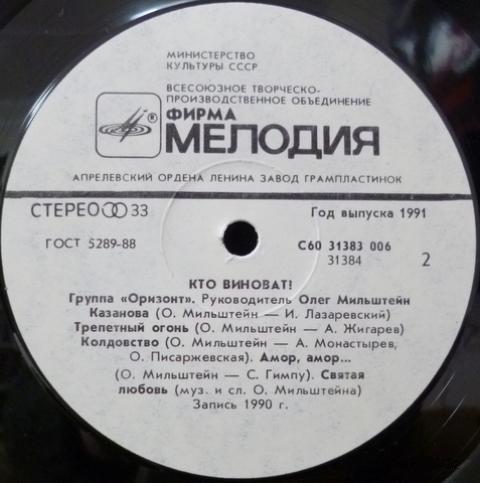 МИНИСТЕРСТВО
КУЛЬТУРЫ СССР
ВСЕСОЮЗНОЕ ТВОРЧЕСКО-
ПРОИЗВОДСТВЕННОЕ ОБЪЕДИНЕНИЕ
ФИРМА
® МЕЛОДИЯ
АПРЕЛЕВСКИЙ ОРДЕНА ЛЕНИНА ЗАВОД ГРАМПЛАСТИНОК
СТЕРЕО 33 Год выпуска 1991
ГОСТ 5289-88 С60 31383 006
31384 2
КТО ВИНОВАТ!
Группа «Оризонт». Руководитель Олег Мильштейн
Казанова (О. Мильштейн — И. Лазаревский)
Трепетный огонь (О. Мильштейн — А. Жигарев)
Колдовство (О. Мильштейн — А. Монастырев,
О. Писаржевская). Амор, амор...
(О. Мильштейн — С. Гимпу). Святая
любовь (муз. и сл. О. Мильштейна)
Запись 1990 г.